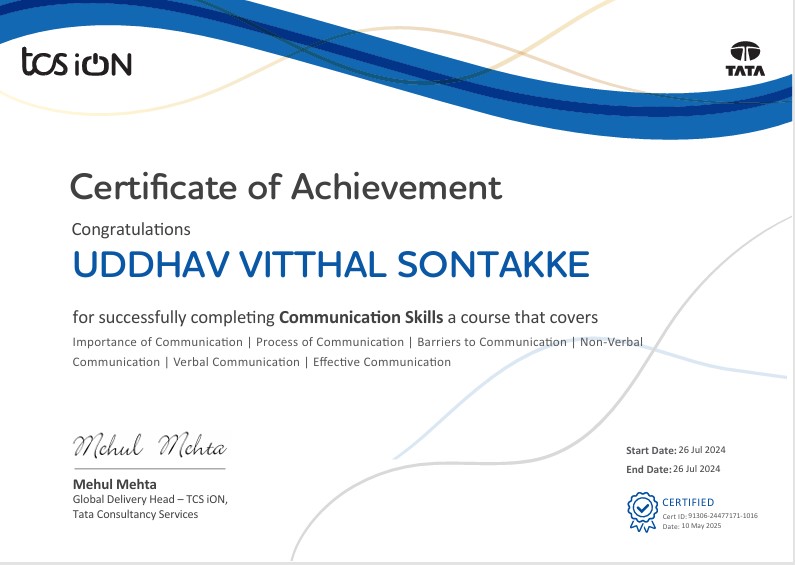 tcs iON
TATA
Certificate of Achievement
Congratulations
UDDHAV VITTHAL SONTAKKE
for successfully completing Communication Skills a course that covers
Importance of Communication | Process of Communication | Barriers to Communication | Non-Verbal
Communication | Verbal Communication | Effective Communication
Mehul Mehta
Mehul Mehta
Global Delivery Head – TCS iON,
Tata Consultancy Services
Start Date: 26 Jul 2024
End Date: 26 Jul 2024
CERTIFIED
Cert ID: 91306-24477171-1016
Date: 10 May 2025